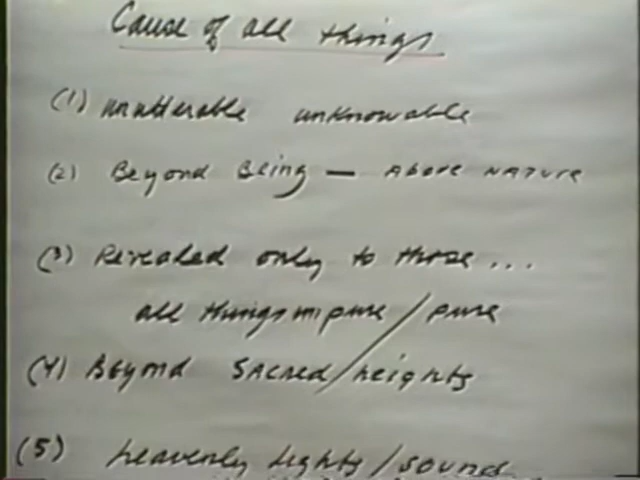 Cause of all things
(1) unutterable unknowable
(2) Beyond Being — Above Nature
(3) Revealed only to those...
all things impure / pure
(4) Beyond Sacred heights
(5) heavenly lights / sound